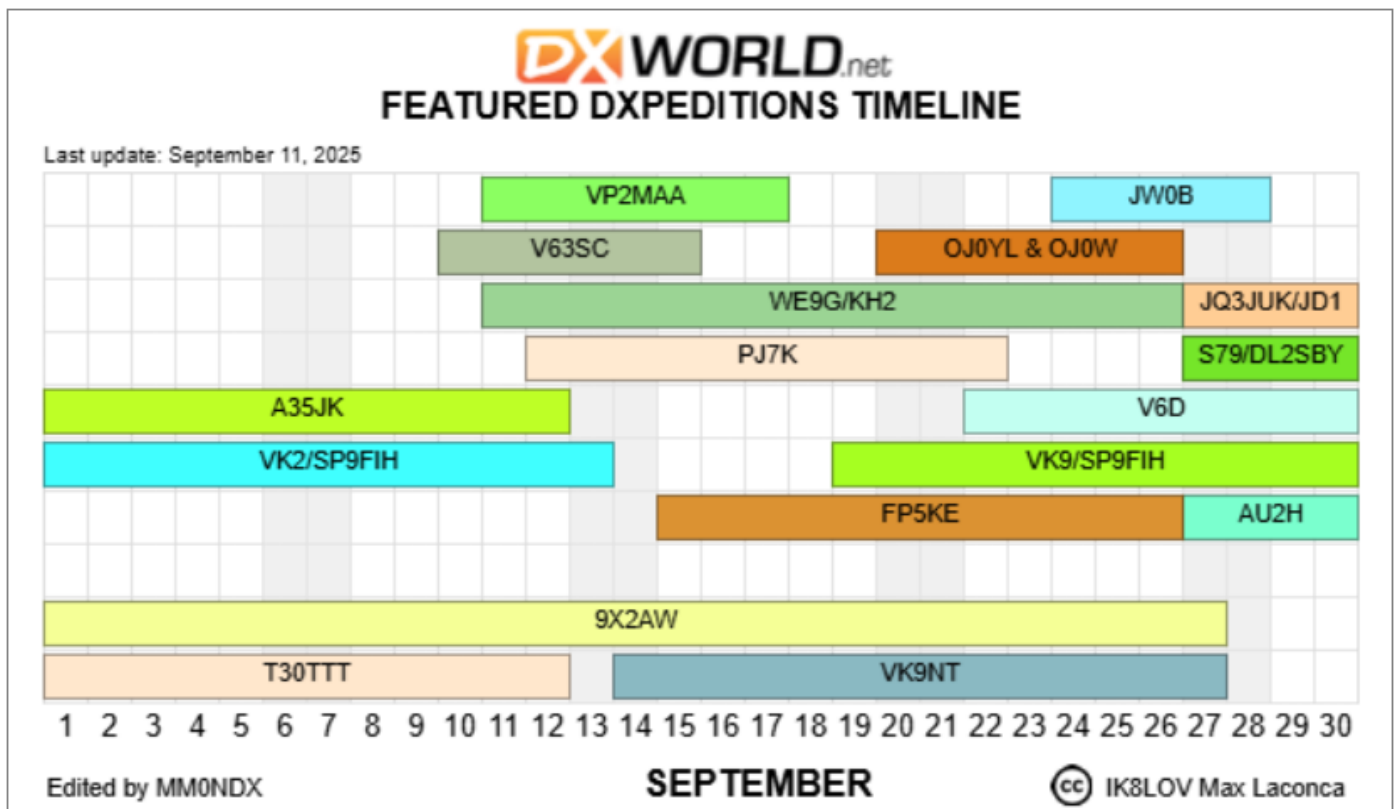 DX WORLD.net
FEATURED DXPEDITIONS TIMELINE
Last update: September 11, 2025
VP2MAA JW0B
V63SC OJ0YL & OJ0W
WE9G/KH2 JQ3JUK/JD1
PJ7K S79/DL2SBY
A35JK V6D
VK2/SP9FIH VK9/SP9FIH
FP5KE AU2H
9X2AW
T30TTT VK9NT
1 2 3 4 5 6 7 8 9 10 11 12 13 14 15 16 17 18 19 20 21 22 23 24 25 26 27 28 29 30
Edited by MM0NDX SEPTEMBER cc IK8LOV Max Laconca